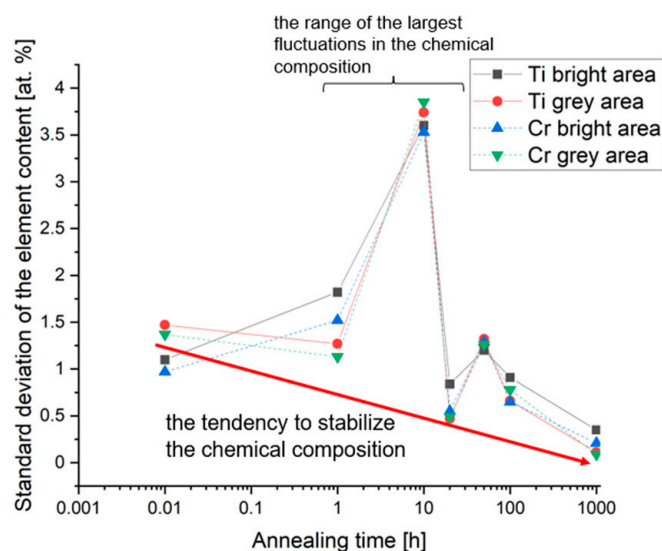 the range of the largest
fluctuations in the chemical
composition
Ti bright area
Ti grey area
Cr bright area
Cr grey area
Standard deviation of the element content [at. %]
4
3.5
3
2.5
2
1.5
1
0.5
0
the tendency to stabilize
the chemical composition
0.001
0.01
0.1
1
10
100
1000
Annealing time [h]